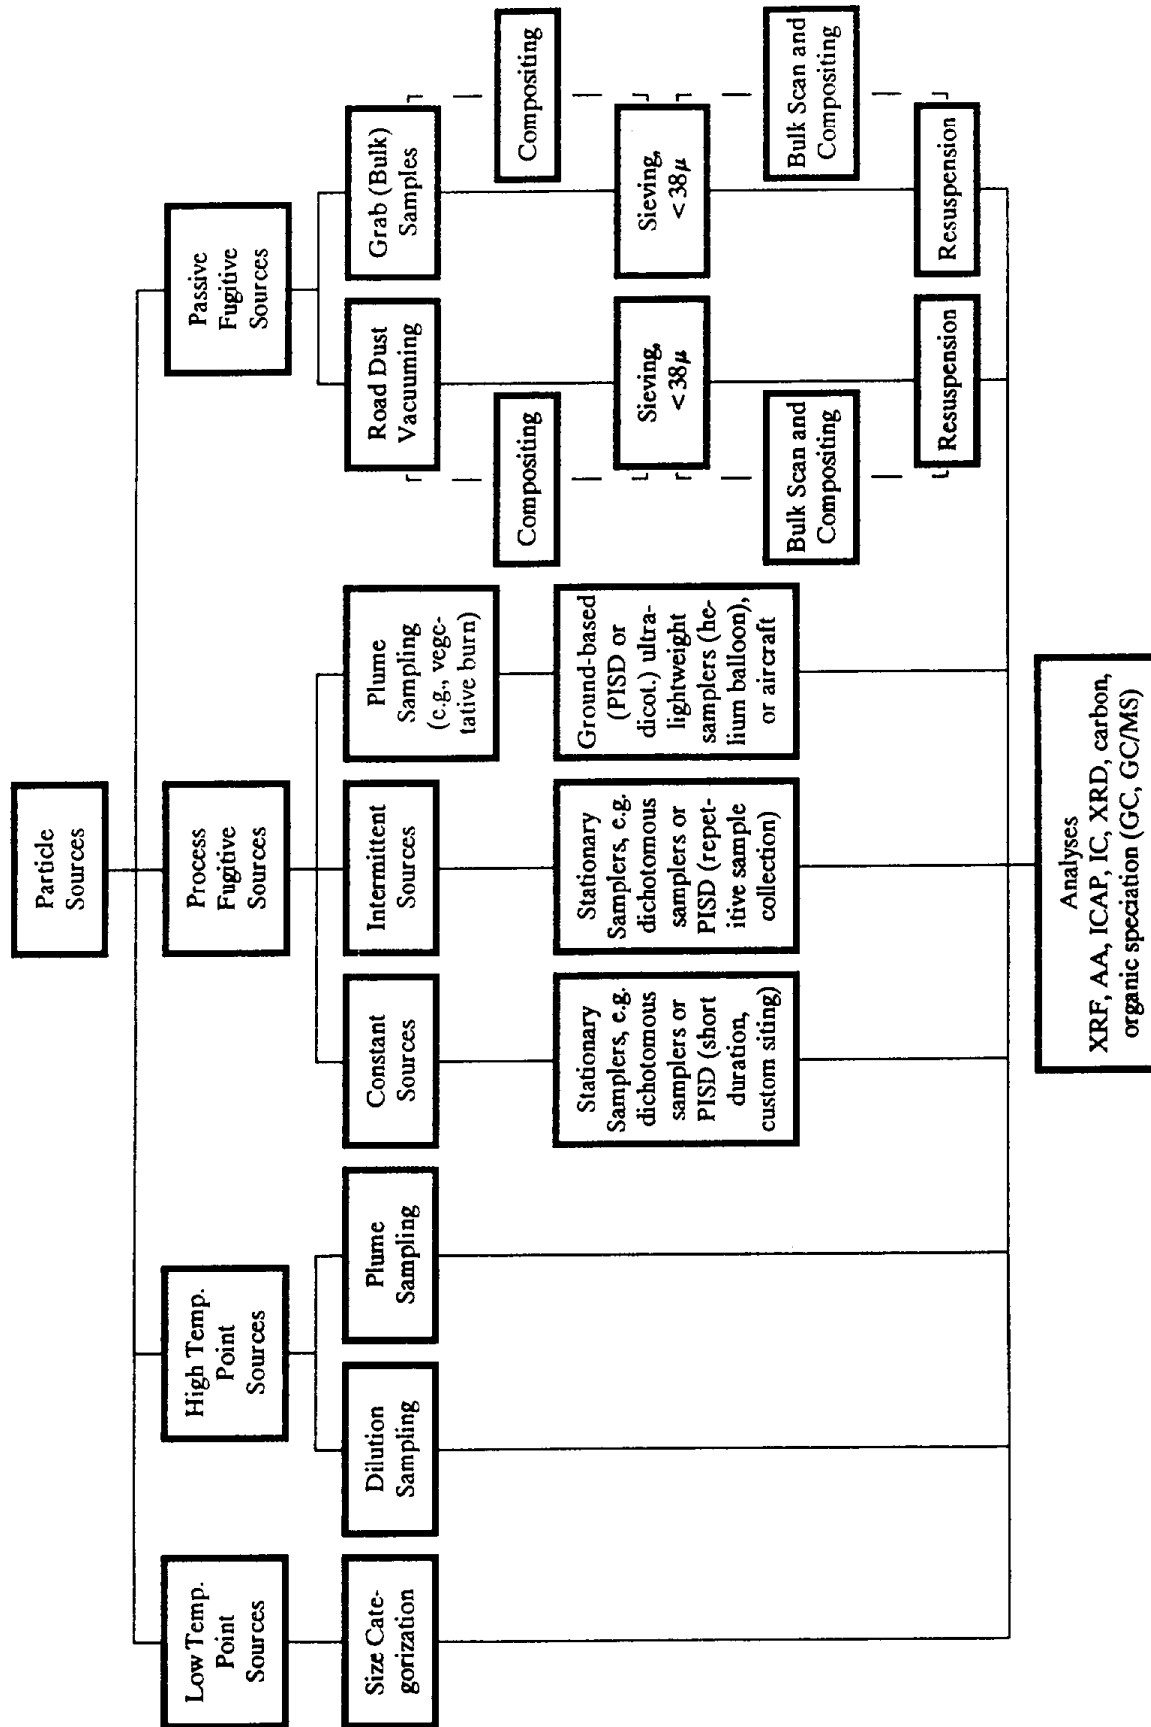 Particle
Sources
Low Temp.
Point
Sources
High Temp.
Point
Sources
Process
Fugitive
Sources
Passive
Fugitive
Sources
Size Cate-
gorization
Dilution
Sampling
Plume
Sampling
Constant
Sources
Intermittent
Sources
Plume
Sampling
(e.g., vege-
tative burn)
Road Dust
Vacuuming
Grab (Bulk)
Samples
Compositing
Compositing
Stationary
Samplers, e.g.
dichotomous
samplers or
PISD (short
duration,
custom siting)
Stationary
Samplers, e.g.
dichotomous
samplers or
PISD (repet-
itive sample
collection)
Ground-based
(PISD or
dicot.) ultra-
lightweight
samplers (he-
lium balloon),
or aircraft
Sieving,
<38μ
Sieving,
<38μ
Bulk Scan and
Compositing
Bulk Scan and
Compositing
Resuspension
Resuspension
Analyses
XRF, AA, ICAP, IC, XRD, carbon,
organic speciation (GC, GC/MS)